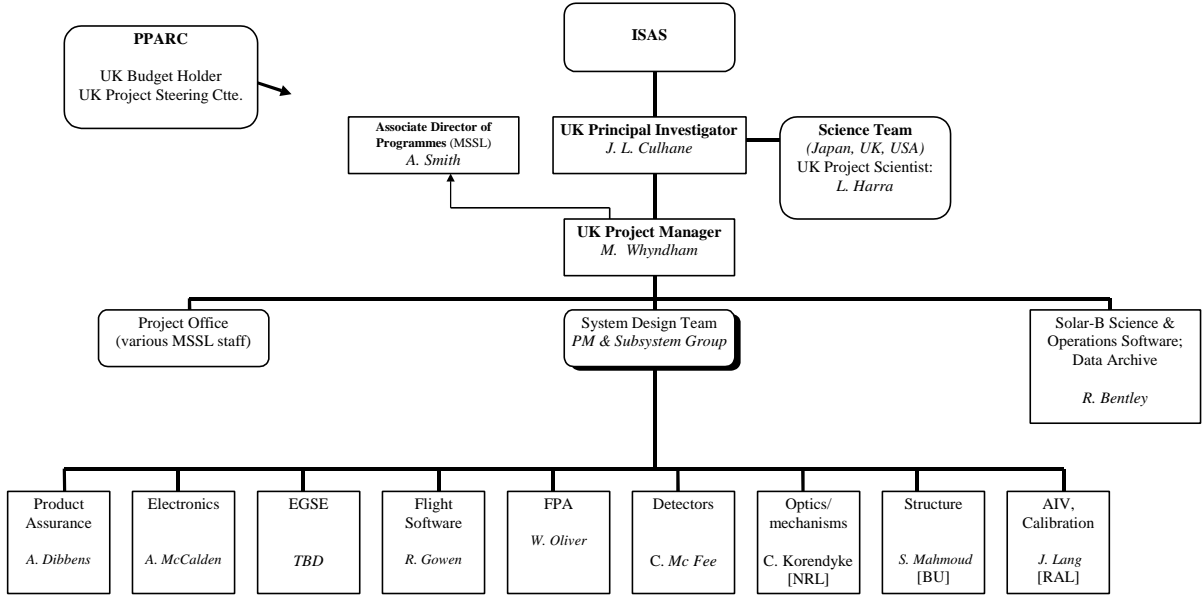 PPARC
UK Budget Holder
UK Project Steering Ctte.
ISAS
Associate Director of
Programmes (MSSL)
A. Smith
UK Principal Investigator
J. L. Culhane
Science Team
(Japan, UK, USA)
UK Project Scientist:
L. Harra
UK Project Manager
M. Whyndham
Project Office
(various MSSL staff)
System Design Team
PM & Subsystem Group
Solar-B Science &
Operations Software;
Data Archive
R. Bentley
Product
Assurance
A. Dibbens
Electronics
A. McCalden
EGSE
TBD
Flight
Software
R. Gowen
FPA
W. Oliver
Detectors
C. Mc Fee
Optics/
mechanisms
C. Korendyke
[NRL]
Structure
S. Mahmoud
[BU]
AIV,
Calibration
J. Lang
[RAL]